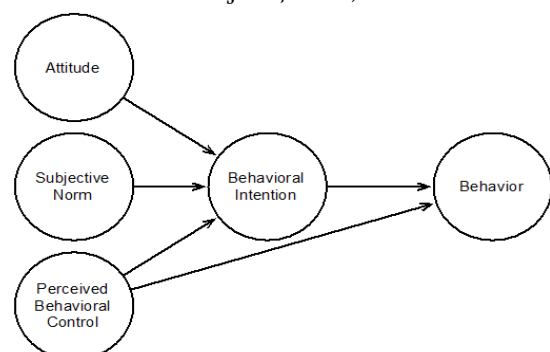 Attitude
Subjective
Norm
Behavioral
Intention
Behavior
Perceived
Behavioral
Control